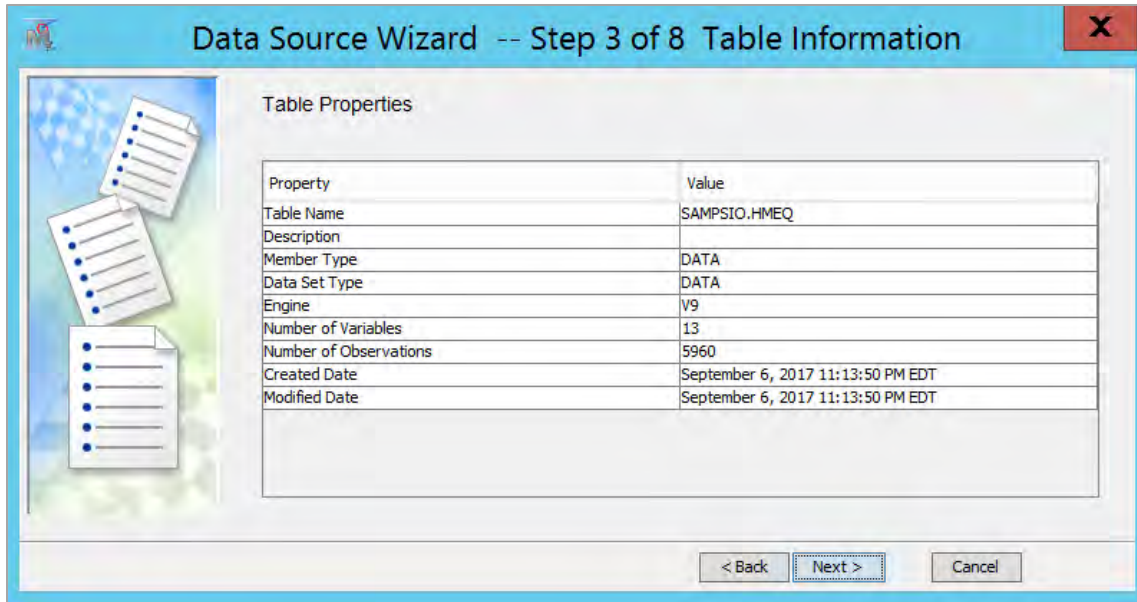 Data Source Wizard -- Step 3 of 8 Table Information
X
Table Properties
Property Value
Table Name SAMPSIO.HMEQ
Description
Member Type DATA
Data Set Type DATA
Engine V9
Number of Variables 13
Number of Observations 5960
Created Date September 6, 2017 11:13:50 PM EDT
Modified Date September 6, 2017 11:13:50 PM EDT
< Back Next > Cancel